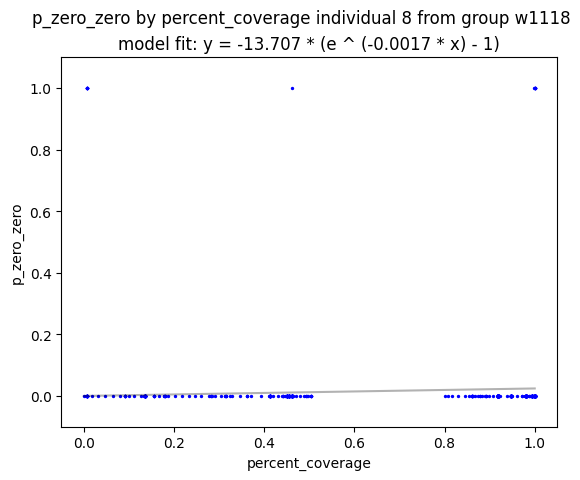 p_zero_zero by percent_coverage individual 8 from group w1118
model fit: y = -13.707 * (e ^ (-0.0017 * x) - 1)
1.0
0.8
0.6
0.4
0.2
0.0
p_zero_zero
0.0 0.2 0.4 0.6 0.8 1.0
percent_coverage